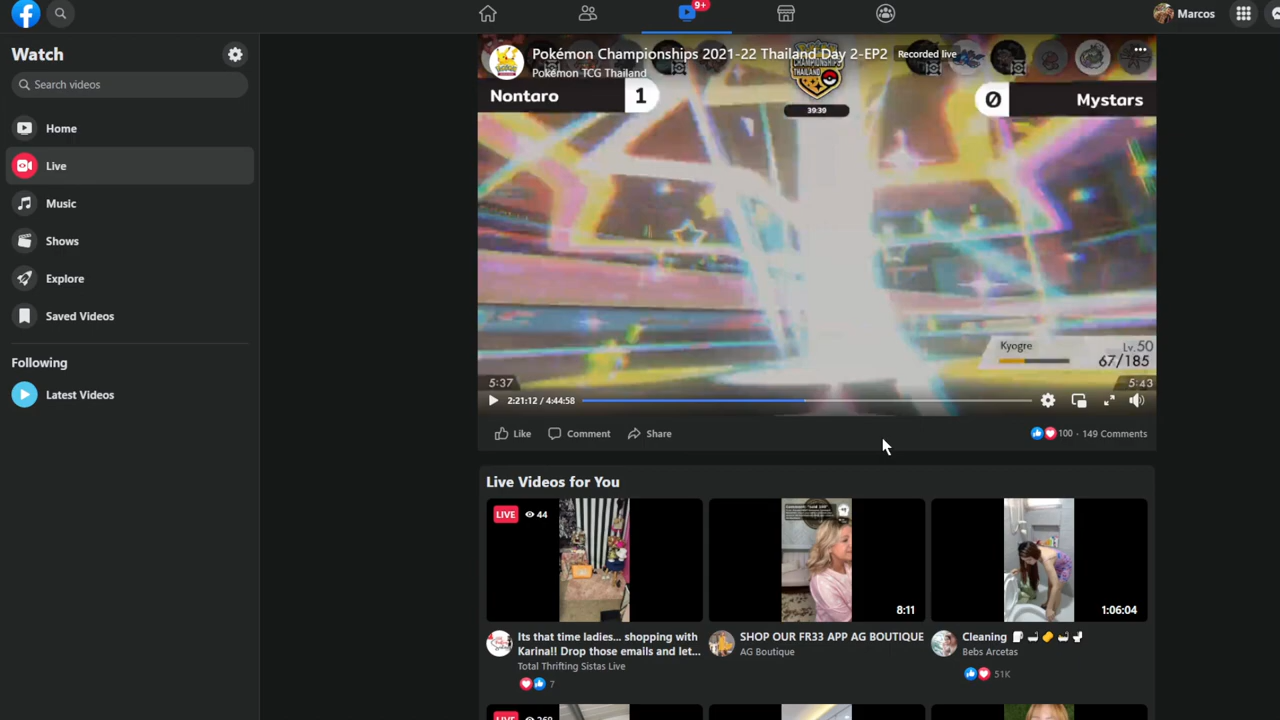 9+
Marcos
Watch
Search videos
Home
Live
Music
Shows
Explore
Saved Videos
Following
Latest Videos
Pokémon Championships 2021-22 Thailand Day 2-EP2
Recorded live
Pokémon TCG Thailand
Nontaro 1
0 Mystars
39:39
Kyogre Lv.50
67/185
5:37
5:43
2:21:12 / 4:44:58
Like
Comment
Share
100 · 149 Comments
Live Videos for You
LIVE 44
8:11
1:06:04
Its that time ladies... shopping with
Karina!! Drop those emails and let...
Total Thrifting Sistas Live
7
SHOP OUR FR33 APP AG BOUTIQUE
AG Boutique
Cleaning
Bebs Arcetas
51K